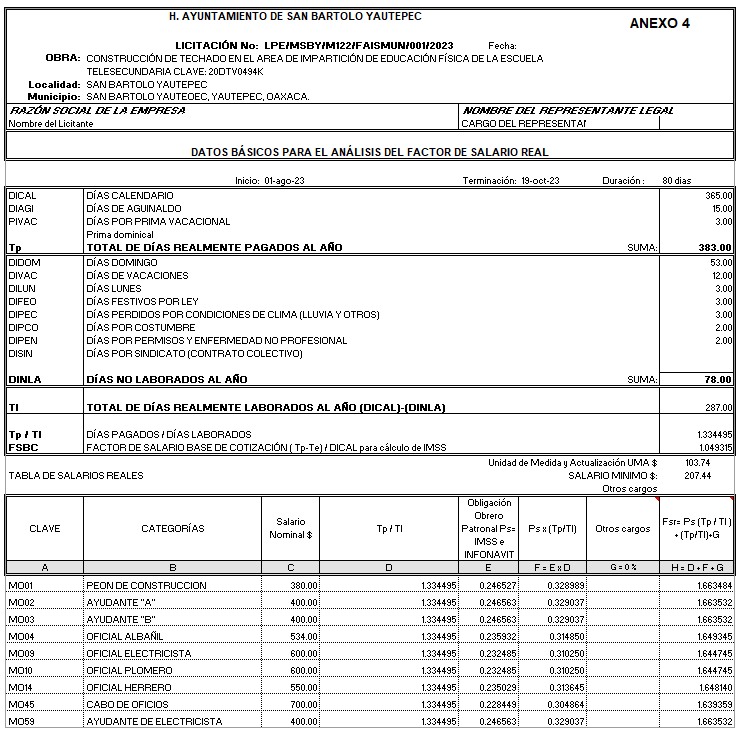 H. AYUNTAMIENTO DE SAN BARTOLO YAUTEPEC
ANEXO 4
LICITACIÓN No: LPE/MSBY/M122/FAISMUN/001/2023 Fecha:
OBRA: CONSTRUCCIÓN DE TECHADO EN EL AREA DE IMPARTICIÓN DE EDUCACIÓN FÍSICA DE LA ESCUELA
TELESECUNDARIA CLAVE: 20DTV0494K
Localidad: SAN BARTOLO YAUTEPEC
Municipio: SAN BARTOLO YAUTEOEC, YAUTEPEC, OAXACA.
RAZÓN SOCIAL DE LA EMPRESA NOMBRE DEL REPRESENTANTE LEGAL
Nombre del Licitante CARGO DEL REPRESENTAN
DATOS BÁSICOS PARA EL ANÁLISIS DEL FACTOR DE SALARIO REAL
Inicio: 01-ago-23 Terminación: 19-oct-23 Duración : 80 dias
DICAL DÍAS CALENDARIO 365.00
DIAGI DÍAS DE AGUINALDO 15.00
PIVAC DÍAS POR PRIMA VACACIONAL 3.00
Prima dominical
Tp TOTAL DE DÍAS REALMENTE PAGADOS AL AÑO SUMA: 383.00
DIDOM DÍAS DOMINGO 53.00
DIVAC DÍAS DE VACACIONES 12.00
DILUN DÍAS LUNES 3.00
DIFEO DÍAS FESTIVOS POR LEY 3.00
DIPEC DÍAS PERDIDOS POR CONDICIONES DE CLIMA (LLUVIA Y OTROS) 3.00
DIPCO DÍAS POR COSTUMBRE 2.00
DIPEN DÍAS POR PERMISOS Y ENFERMEDAD NO PROFESIONAL 2.00
DISIN DÍAS POR SINDICATO (CONTRATO COLECTIVO)
DINLA DÍAS NO LABORADOS AL AÑO SUMA: 78.00
TI TOTAL DE DÍAS REALMENTE LABORADOS AL AÑO (DICAL)-(DINLA) 287.00
Tp / TI DÍAS PAGADOS / DÍAS LABORADOS 1.334495
FSBC FACTOR DE SALARIO BASE DE COTIZACIÓN ( Tp-Te) / DICAL para cálculo de IMSS 1.049315
Unidad de Medida y Actualización UMA $ 103.74
TABLA DE SALARIOS REALES SALARIO MINIMO $: 207.44
Otros cargos
CLAVE CATEGORÍAS Salario Nominal $ Tp / TI Obligación Obrero Patronal Ps= IMSS e INFONAVIT Ps x (Tp/TI) Otros cargos Fsr= Ps (Tp / TI ) + (Tp/TI)+G
A B C D E F = E x D G = 0 % H = D + F + G
MO01 PEON DE CONSTRUCCION 380.00 1.334495 0.246527 0.328989 1.663484
MO02 AYUDANTE "A" 400.00 1.334495 0.246563 0.329037 1.663532
MO03 AYUDANTE "B" 400.00 1.334495 0.246563 0.329037 1.663532
MO04 OFICIAL ALBAÑIL 534.00 1.334495 0.235932 0.314850 1.649345
MO09 OFICIAL ELECTRICISTA 600.00 1.334495 0.232485 0.310250 1.644745
MO10 OFICIAL PLOMERO 600.00 1.334495 0.232485 0.310250 1.644745
MO14 OFICIAL HERRERO 550.00 1.334495 0.235029 0.313645 1.648140
MO45 CABO DE OFICIOS 700.00 1.334495 0.228449 0.304864 1.639359
MO59 AYUDANTE DE ELECTRICISTA 400.00 1.334495 0.246563 0.329037 1.663532